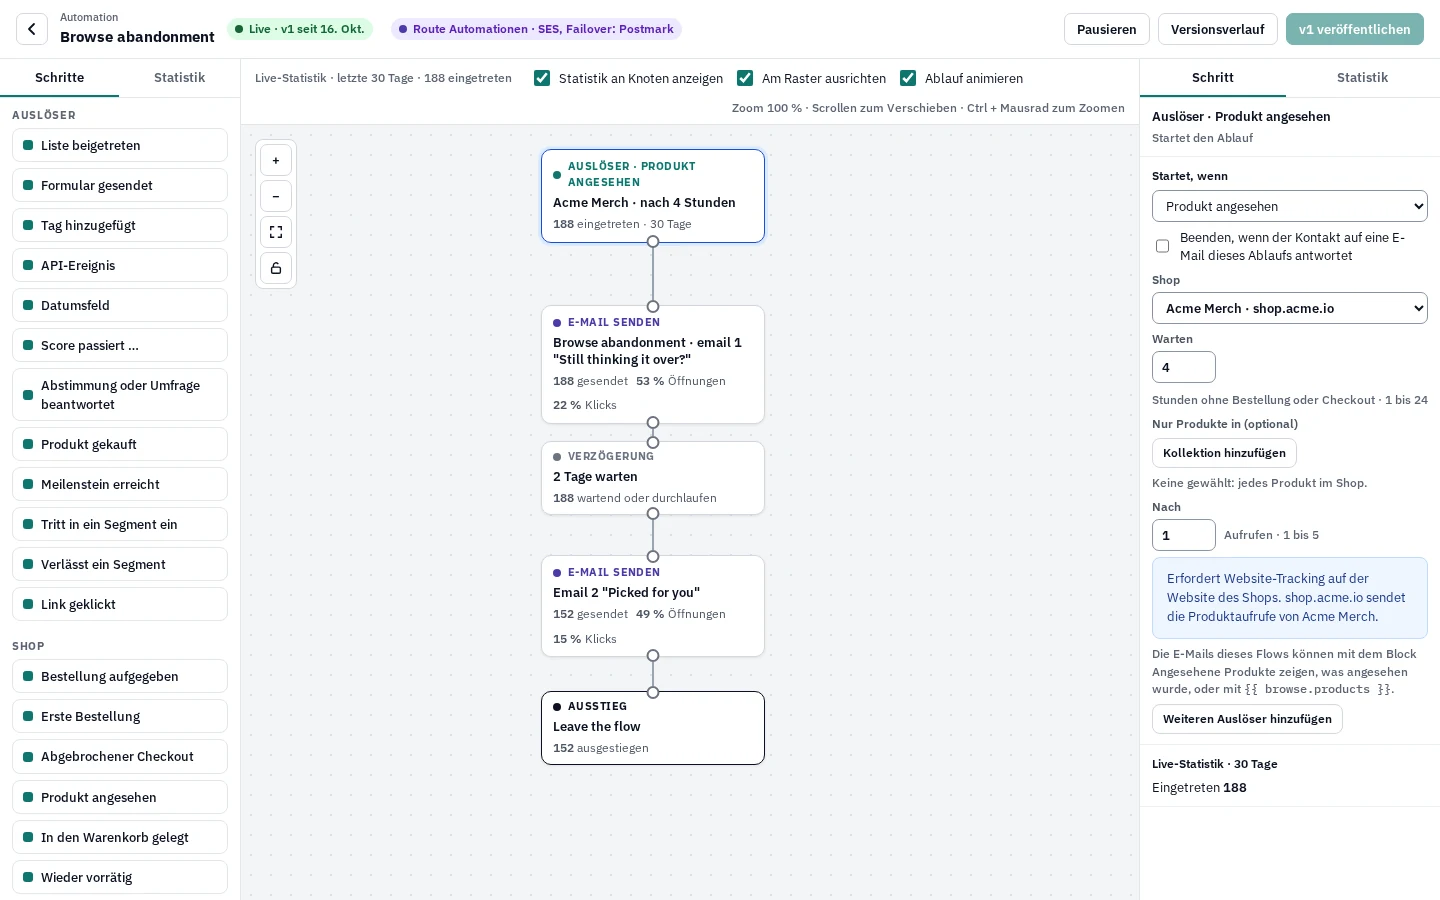 Automation
Browse abandonment
Live · v1 seit 16. Okt.
Route Automationen · SES, Failover: Postmark
Pausieren
Versionsverlauf
v1 veröffentlichen
Schritte
Statistik
AUSLÖSER
Liste beigetreten
Formular gesendet
Tag hinzugefügt
API-Ereignis
Datumsfeld
Score passiert ...
Abstimmung oder Umfrage
beantwortet
Produkt gekauft
Meilenstein erreicht
Tritt in ein Segment ein
Verlässt ein Segment
Link geklickt
SHOP
Bestellung aufgegeben
Erste Bestellung
Abgebrochener Checkout
Produkt angesehen
In den Warenkorb gelegt
Wieder vorrätig
Live-Statistik · letzte 30 Tage · 188 eingetreten
Statistik an Knoten anzeigen
Am Raster ausrichten
Ablauf animieren
Zoom 100 % · Scrollen zum Verschieben · Ctrl + Mausrad zum Zoomen
+
−
AUSLÖSER · PRODUKT
ANGESEHEN
Acme Merch · nach 4 Stunden
188 eingetreten · 30 Tage
E-MAIL SENDEN
Browse abandonment · email 1
"Still thinking it over?"
188 gesendet 53 % Öffnungen
22 % Klicks
VERZÖGERUNG
2 Tage warten
188 wartend oder durchlaufen
E-MAIL SENDEN
Email 2 "Picked for you"
152 gesendet 49 % Öffnungen
15 % Klicks
AUSSTIEG
Leave the flow
152 ausgestiegen
Schritt
Statistik
Auslöser · Produkt angesehen
Startet den Ablauf
Startet, wenn
Produkt angesehen
Beenden, wenn der Kontakt auf eine E-
Mail dieses Ablaufs antwortet
Shop
Acme Merch · shop.acme.io
Warten
4
Stunden ohne Bestellung oder Checkout · 1 bis 24
Nur Produkte in (optional)
Kollektion hinzufügen
Keine gewählt: jedes Produkt im Shop.
Nach
1
Aufrufen · 1 bis 5
Erfordert Website-Tracking auf der
Website des Shops. shop.acme.io sendet
die Produktaufrufe von Acme Merch.
Die E-Mails dieses Flows können mit dem Block
Angesehene Produkte zeigen, was angesehen
wurde, oder mit {{ browse.products }}.
Weiteren Auslöser hinzufügen
Live-Statistik · 30 Tage
Eingetreten 188